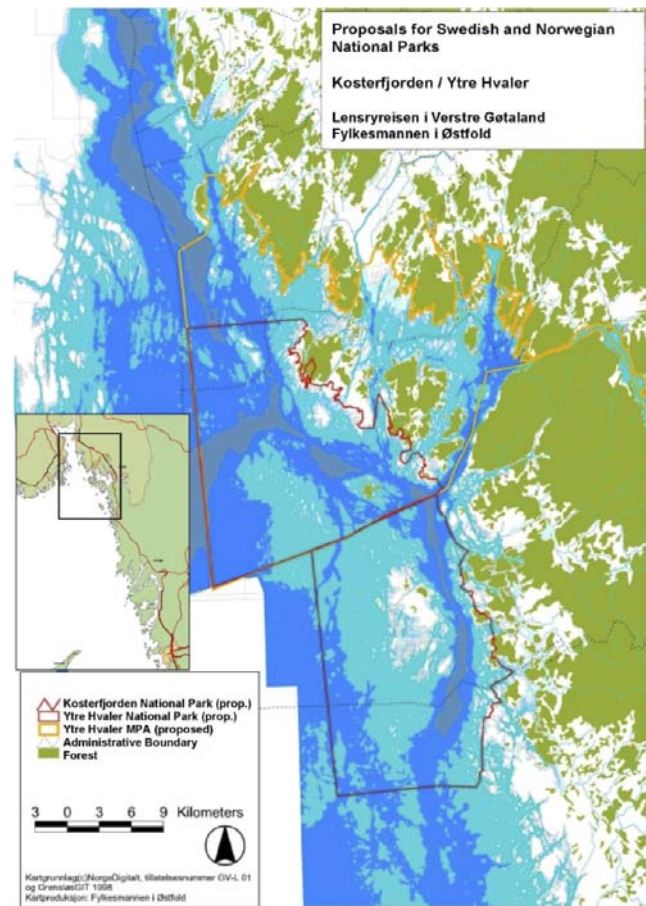 Proposals for Swedish and Norwegian
National Parks
Kosterfjorden / Ytre Hvaler
Lensryreisen i Verstre Gøtaland
Fylkesmannen i Østfold
Kosterfjorden National Park (prop.)
Ytre Hvaler National Park (prop.)
Ytre Hvaler MPA (proposed)
Administrative Boundary
Forest
3 0 3 6 9 Kilometers
Kartgrunnlag(c)NorgeDigitalt, tillatelsesnummer GV-L 01
og GrensløsGIT 1998
Kartproduksjon: Fylkesmannen i Østfold